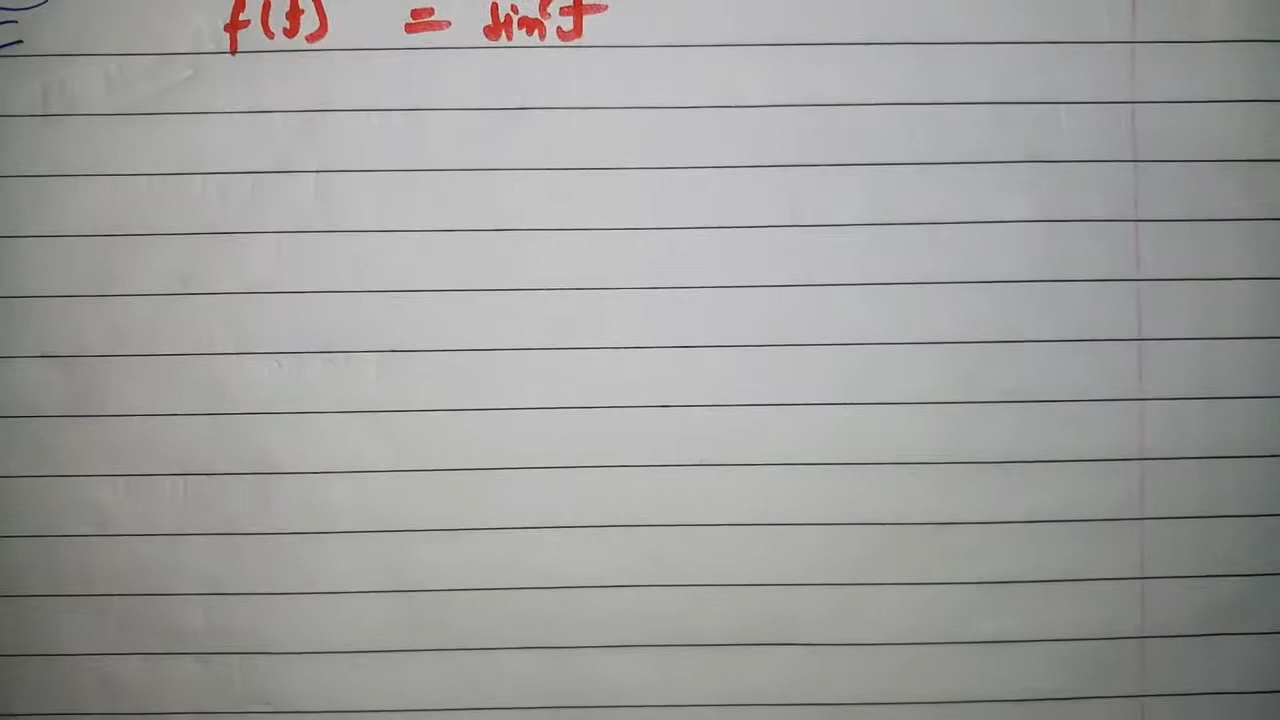 f(t) = sin²t